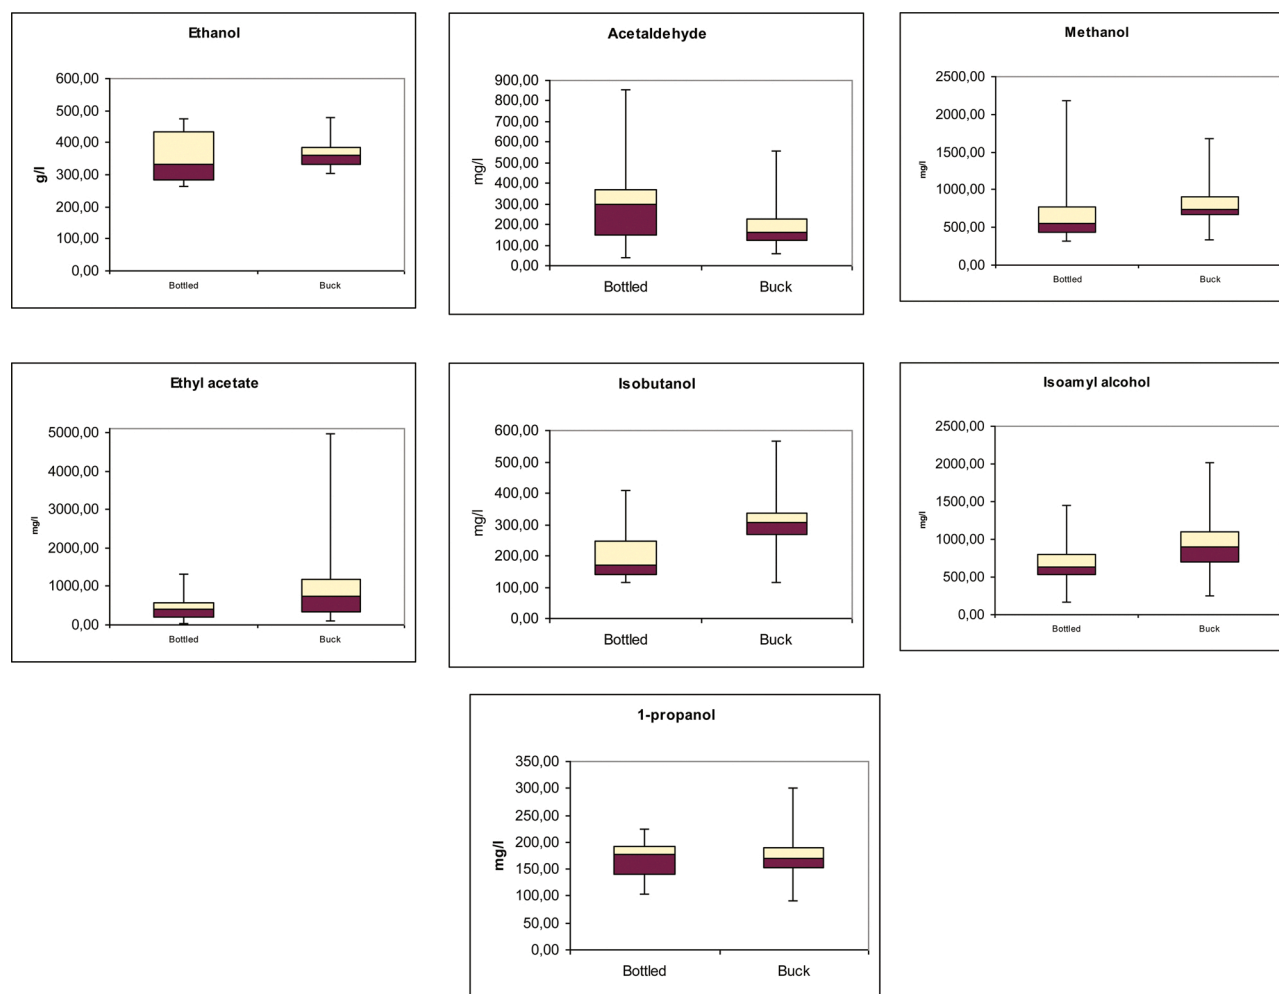 Ethanol
g/l
600,00
500,00
400,00
300,00
200,00
100,00
0,00
Bottled Buck
Acetaldehyde
mg/l
900,00
800,00
700,00
600,00
500,00
400,00
300,00
200,00
100,00
0,00
Bottled Buck
Methanol
mg/l
2500,00
2000,00
1500,00
1000,00
500,00
0,00
Bottled Buck
Ethyl acetate
mg/l
5000,00
4000,00
3000,00
2000,00
1000,00
0,00
Bottled Buck
Isobutanol
mg/l
600,00
500,00
400,00
300,00
200,00
100,00
0,00
Bottled Buck
Isoamyl alcohol
mg/l
2500,00
2000,00
1500,00
1000,00
500,00
0,00
Bottled Buck
1-propanol
mg/l
350,00
300,00
250,00
200,00
150,00
100,00
50,00
0,00
Bottled Buck